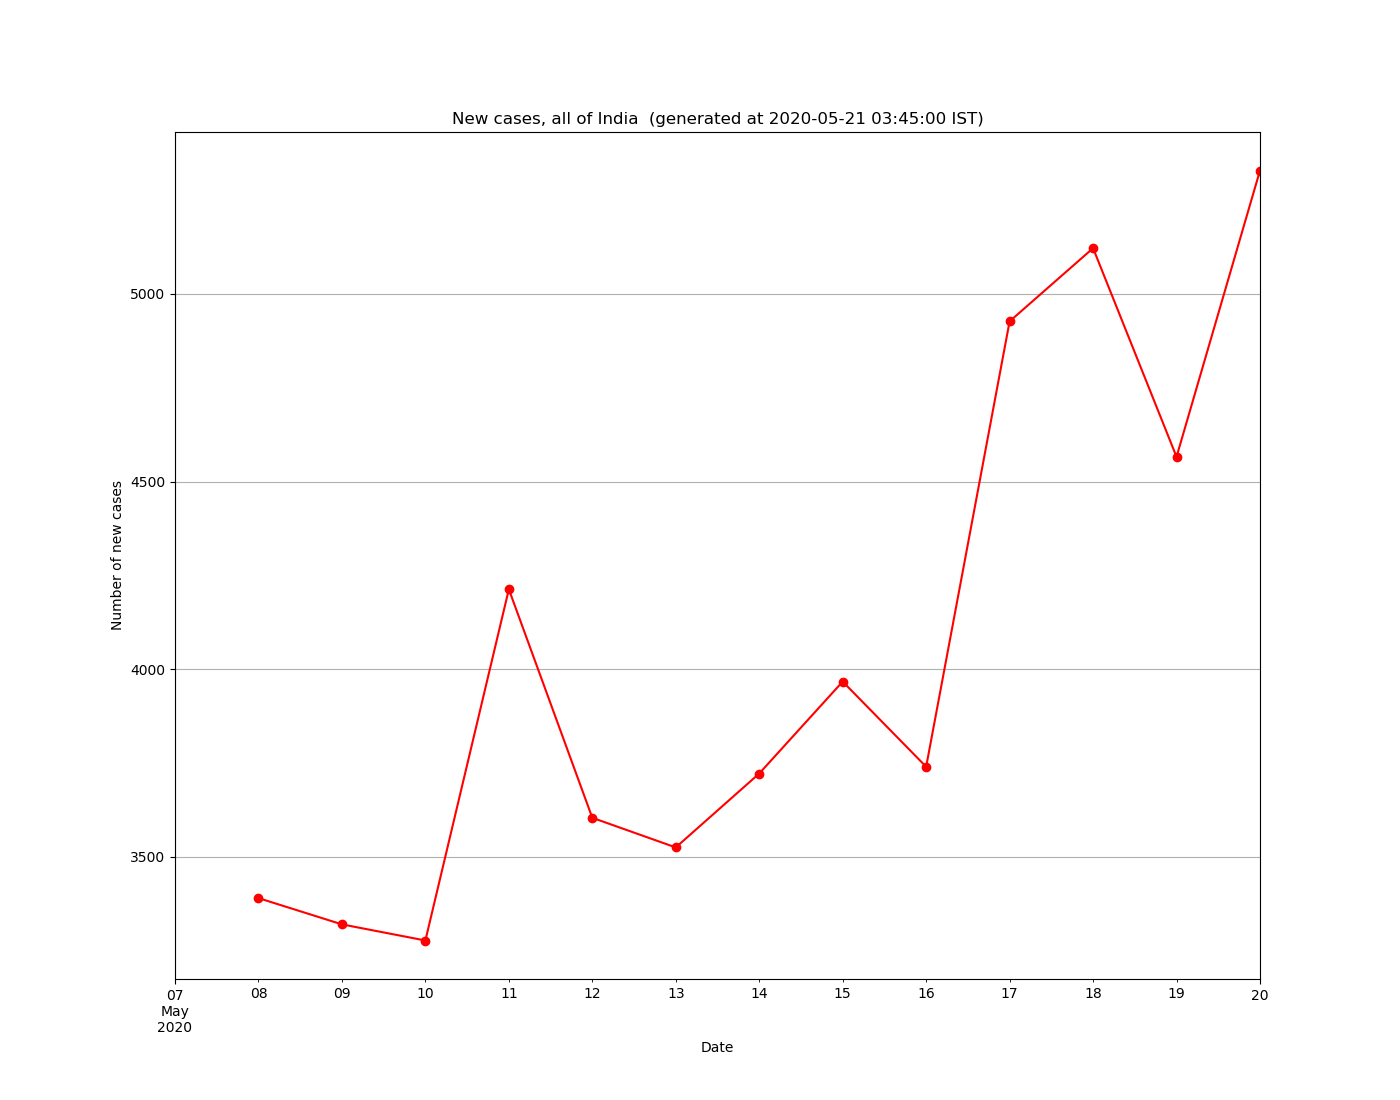 New cases, all of India  (generated at 2020-05-21 03:45:00 IST)
5000
4500
4000
3500
Number of new cases
07 08 09 10 11 12 13 14 15 16 17 18 19 20
May
2020
Date